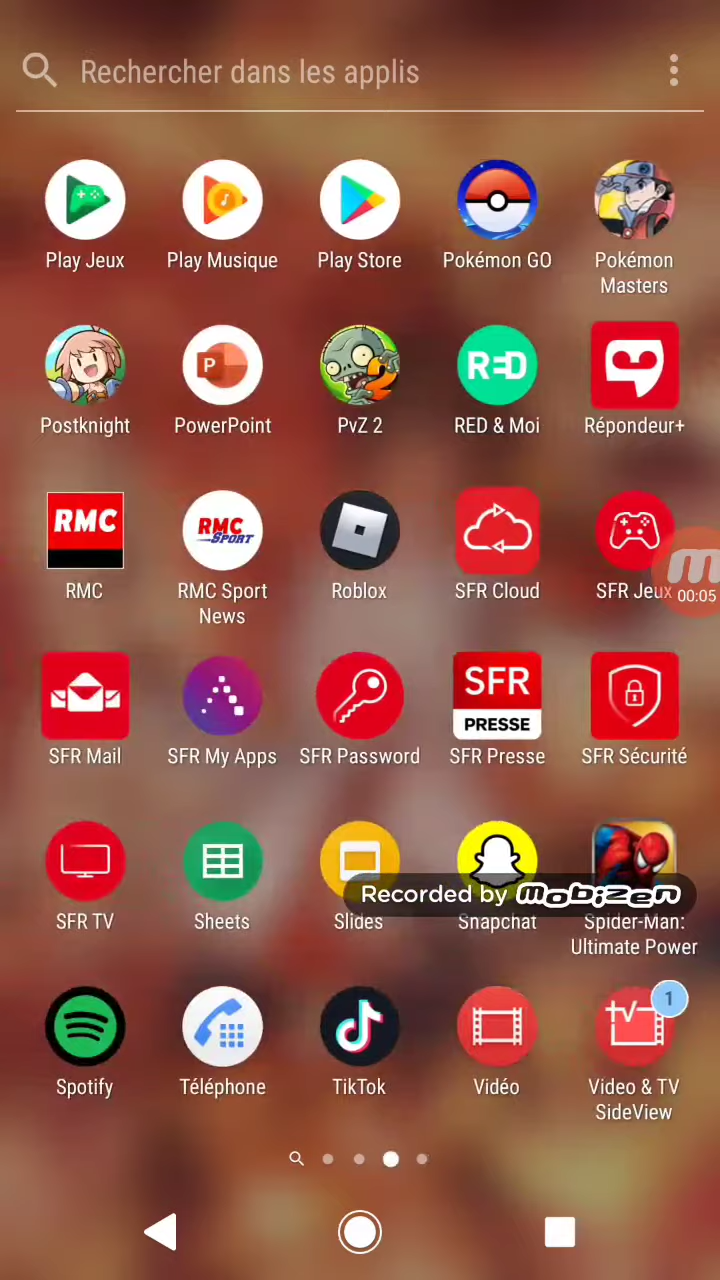 Rechercher dans les applis
Play Jeux
Play Musique
Play Store
Pokémon GO
Pokémon
Masters
P
2
RED
Postknight
PowerPoint
PvZ 2
RED & Moi
Répondeur+
RMC
RMC
SPORT
RMC
RMC Sport
News
Roblox
SFR Cloud
SFR Jeux
m
00:05
SFR
PRESSE
SFR Mail
SFR My Apps
SFR Password
SFR Presse
SFR Sécurité
Recorded by mobizen
SFR TV
Sheets
Slides
Snapchat
Spider-Man:
Ultimate Power
1
Spotify
Téléphone
TikTok
Vidéo
Video & TV
SideView